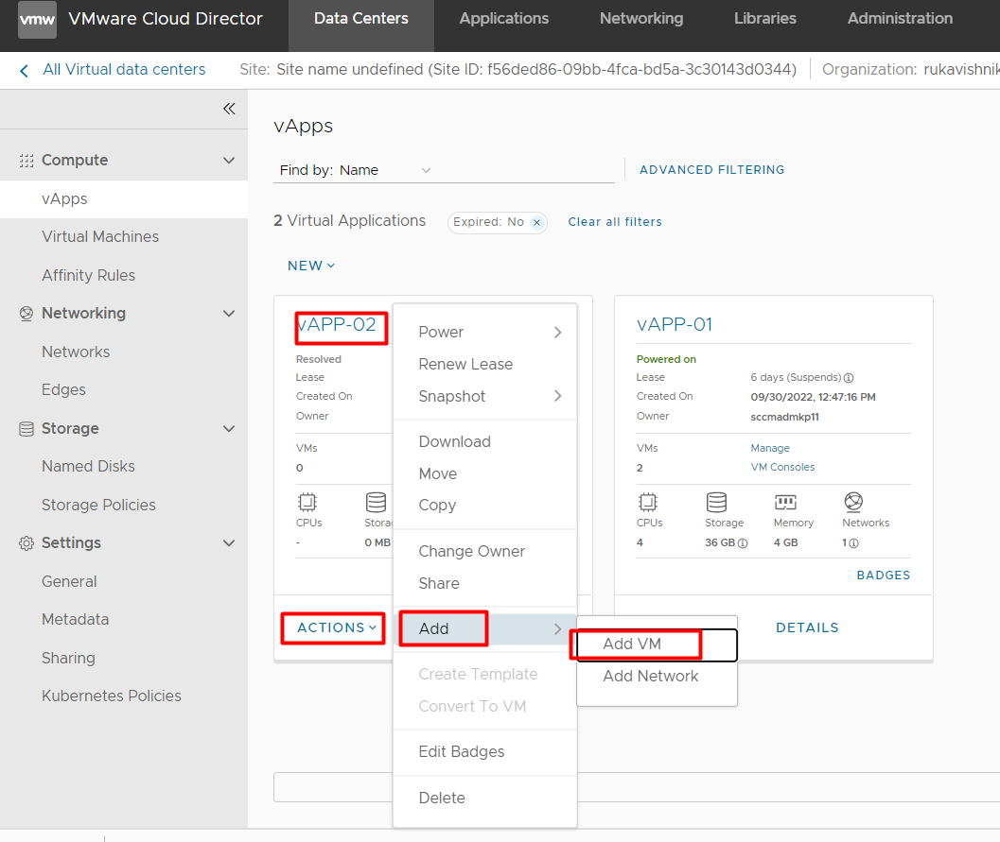 vmw VMware Cloud Director Data Centers Applications Networking Libraries Administration
All Virtual data centers Site: Site name undefined (Site ID: f56ded86-09bb-4fca-bd5a-3c30143d0344) Organization: rukavishnik
Compute
vApps
Virtual Machines
Affinity Rules
Networking
Networks
Edges
Storage
Named Disks
Storage Policies
Settings
General
Metadata
Sharing
Kubernetes Policies
vApps
Find by: Name ADVANCED FILTERING
2 Virtual Applications Expired: No Clear all filters
NEW
vAPP-02
Resolved
Lease
Created On
Owner
VMs
0
CPUs Storag
- 0 MB
ACTIONS
Power
Renew Lease
Snapshot
Download
Move
Copy
Change Owner
Share
Add
Create Template
Convert To VM
Edit Badges
Delete
Add VM
Add Network
vAPP-01
Powered on
Lease 6 days (Suspends)
Created On 09/30/2022, 12:47:16 PM
Owner sccmadmkp11
VMs Manage
2 VM Consoles
CPUs Storage Memory Networks
4 36 GB 4 GB 1
BADGES
DETAILS